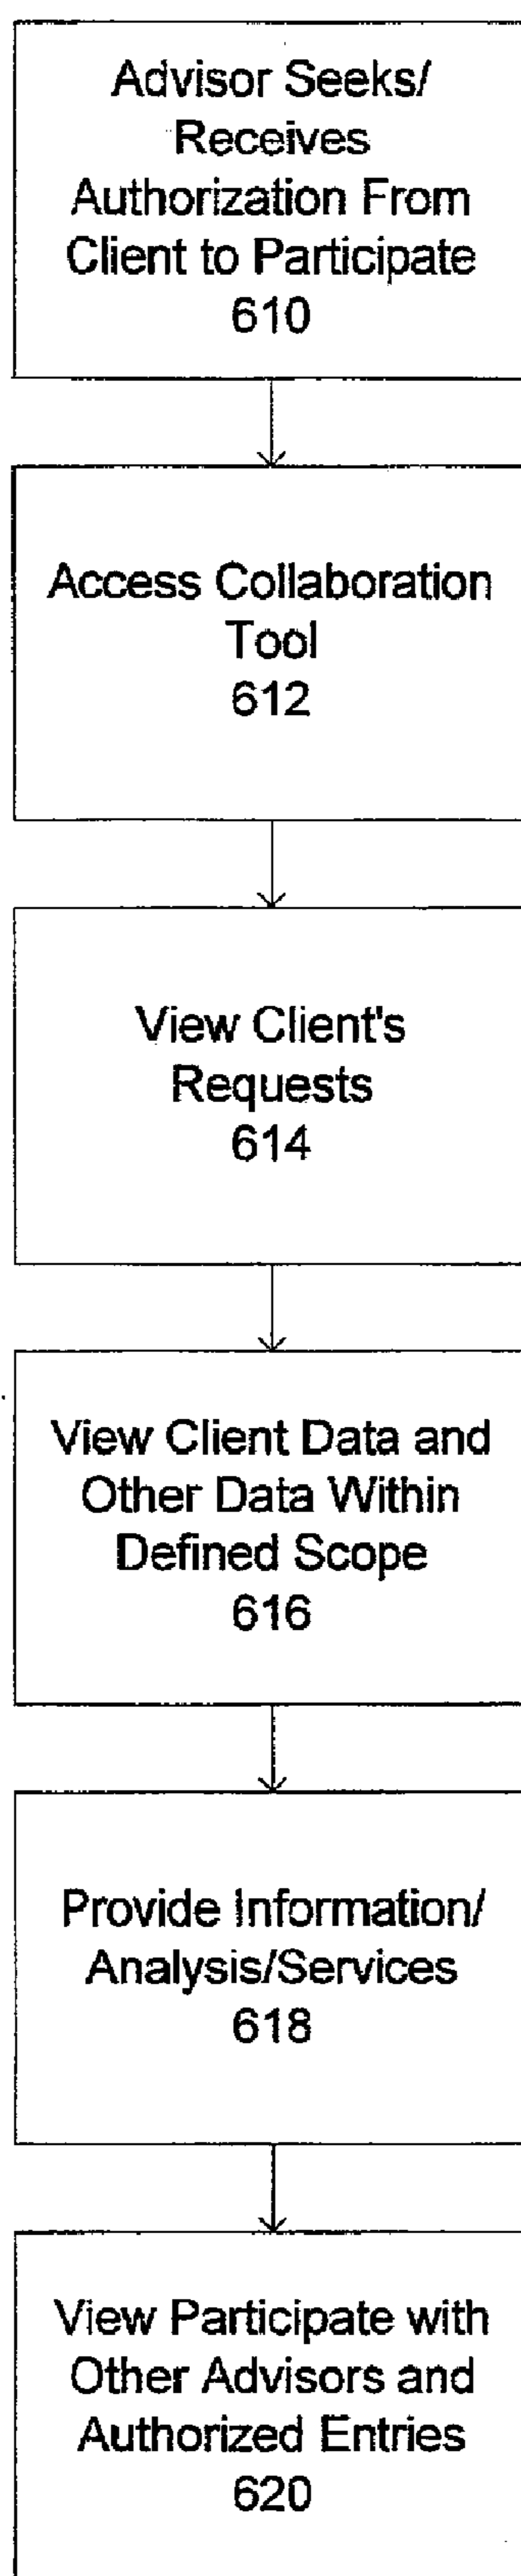 Advisor Seeks/
Receives
Authorization From
Client to Participate
610
Access Collaboration
Tool
612
View Client's
Requests
614
View Client Data and
Other Data Within
Defined Scope
616
Provide Information/
Analysis/Services
618
View Participate with
Other Advisors and
Authorized Entries
620